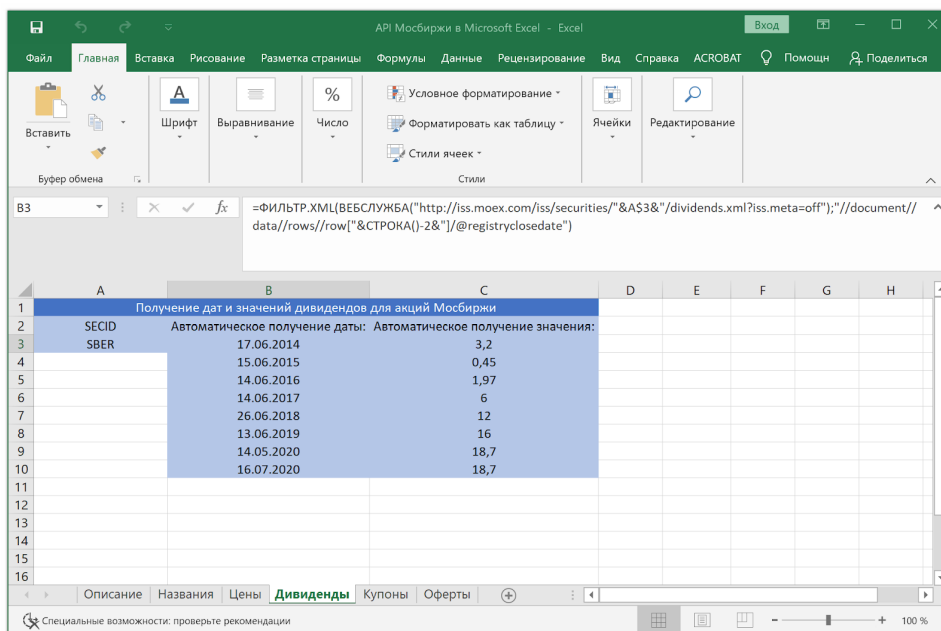 API Мосбиржи в Microsoft Excel - Excel
Вход
Файл Главная Вставка Рисование Разметка страницы Формулы Данные Рецензирование Вид Справка ACROBAT Помощн Поделиться
Вставить
Буфер обмена
Шрифт
Выравнивание
%
Число
Условное форматирование
Форматировать как таблицу
Стили ячеек
Стили
Ячейки
Редактирование
B3
fx
=ФИЛЬТР.XML(ВЕБСЛУЖБА("http://iss.moex.com/iss/securities/"&A$3&"/dividends.xml?iss.meta=off");"//document//
data//rows//row["&СТРОКА()-2&"]/@registryclosedate")
A B C D E F G H
1 Получение дат и значений дивидендов для акций Мосбиржи
2 SECID Автоматическое получение даты: Автоматическое получение значения:
3 SBER 17.06.2014 3,2
4 15.06.2015 0,45
5 14.06.2016 1,97
6 14.06.2017 6
7 26.06.2018 12
8 13.06.2019 16
9 14.05.2020 18,7
10 16.07.2020 18,7
11
12
13
14
15
16
Описание Названия Цены Дивиденды Купоны Оферты
Специальные возможности: проверьте рекомендации
100 %